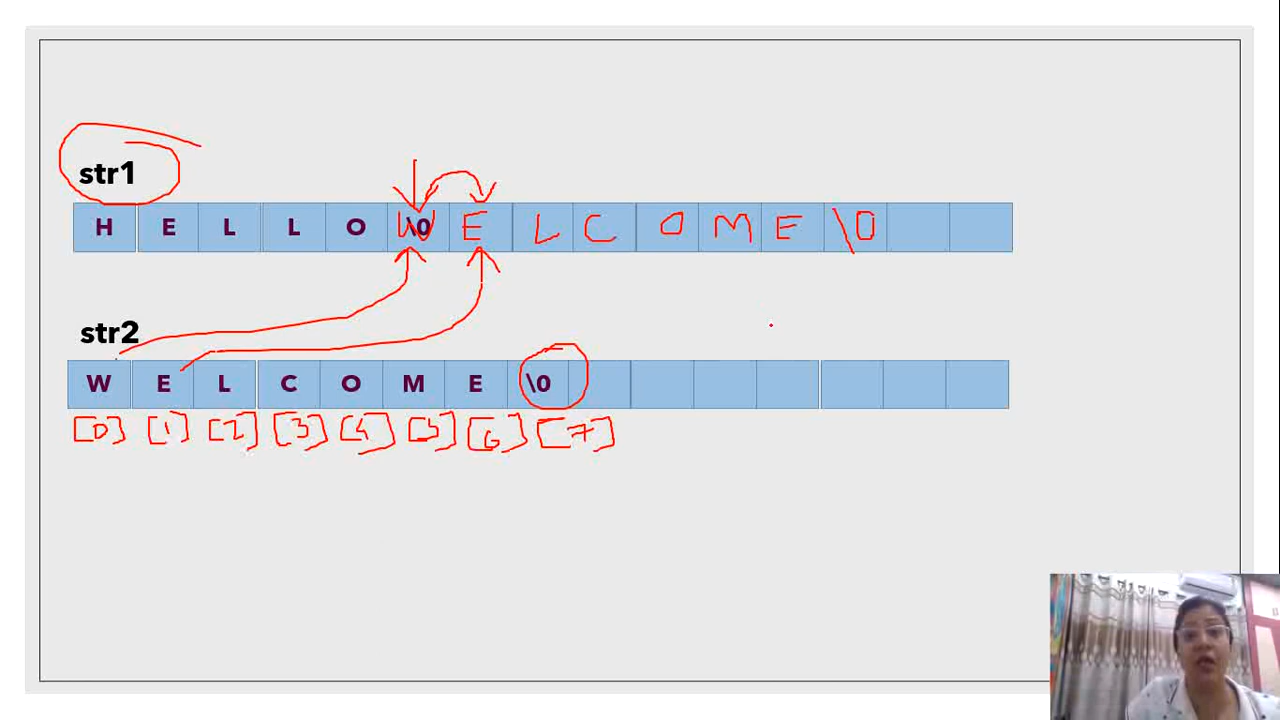 str1
H E L L O \0 W E L C O M E \0
str2
W E L C O M E \0
[0] [1] [2] [3] [4] [5] [6] [7]